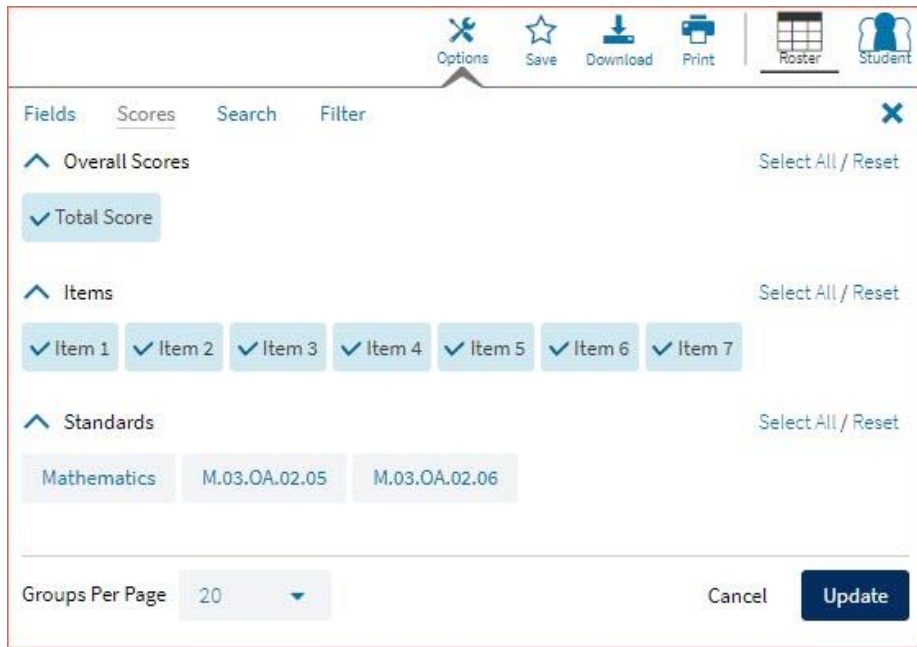 Options Save Download Print Roster Student
Fields Scores Search Filter
Overall Scores Select All / Reset
Total Score
Items Select All / Reset
Item 1 Item 2 Item 3 Item 4 Item 5 Item 6 Item 7
Standards Select All / Reset
Mathematics M.03.OA.02.05 M.03.OA.02.06
Groups Per Page 20 Cancel Update